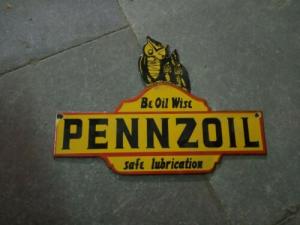 Be Oil Wise
PENNZOIL
safe lubrication